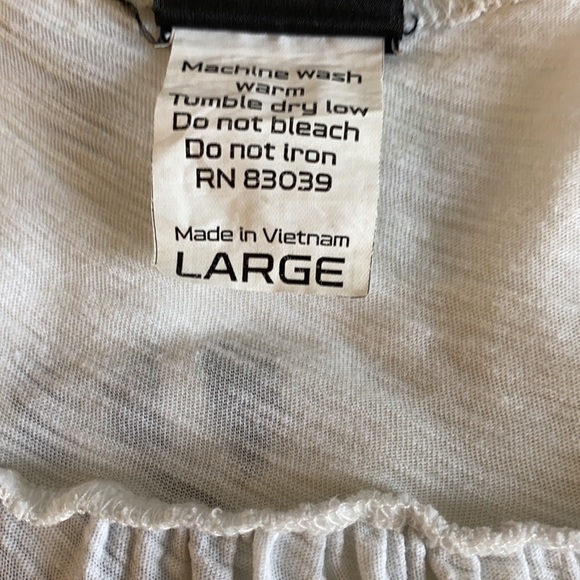 Machine wash
warm
Tumble dry low
Do not bleach
Do not iron
RN 83039
Made in Vietnam
LARGE